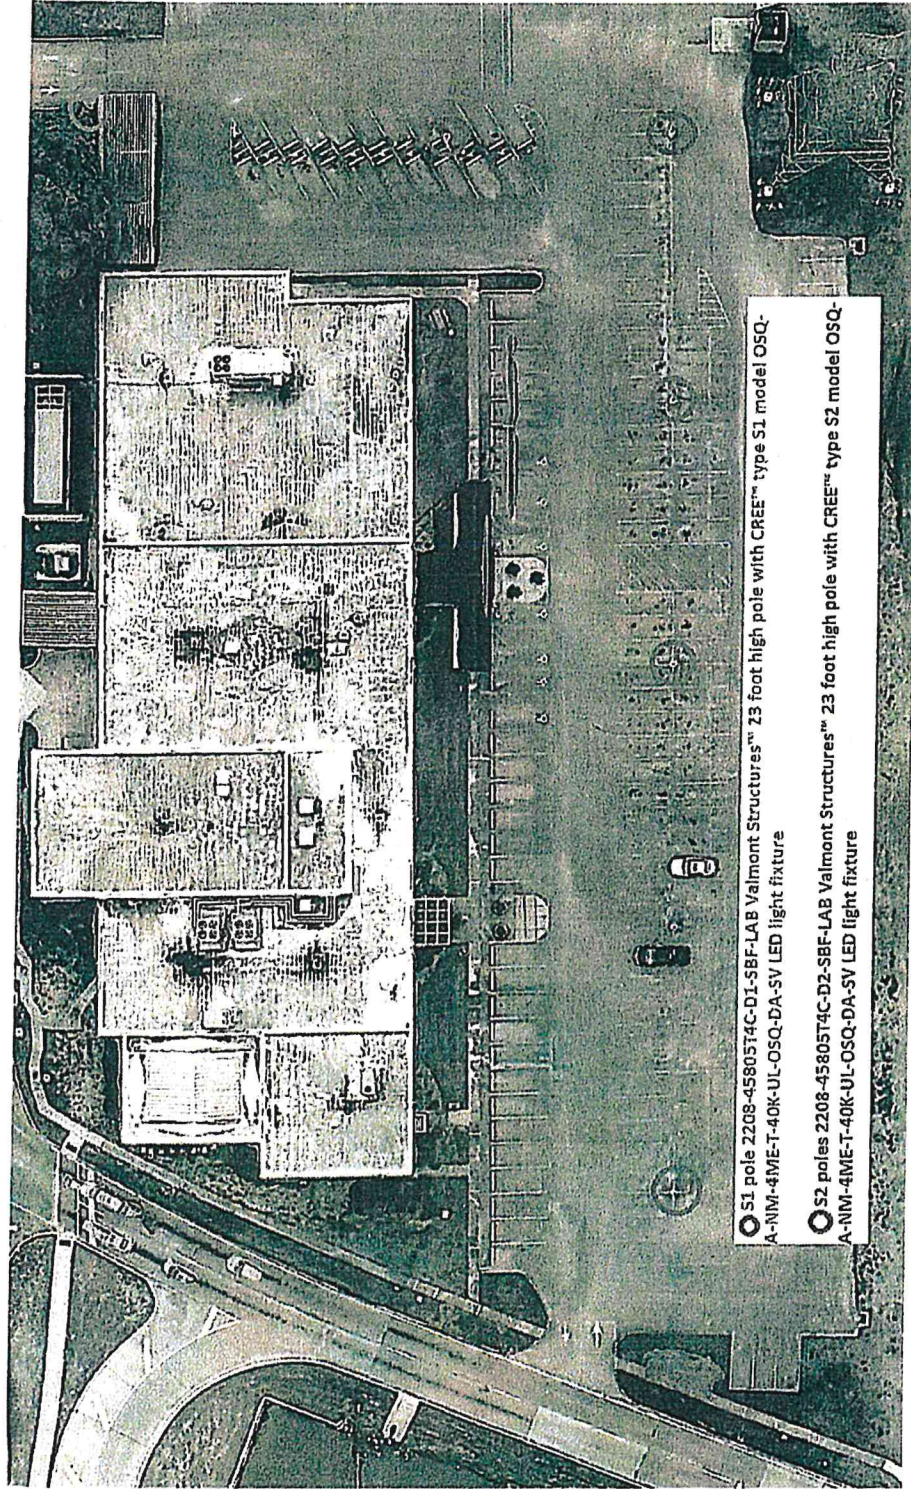 S1 pole 2208-45805T4C-D1-SBF-LAB Valmont Structures™ 23 foot high pole with CREE™ type S1 model OSQ-
A-NM-4ME-T-40K-UL-OSQ-DA-SV LED light fixture
S2 poles 2208-45805T4C-D2-SBF-LAB Valmont Structures™ 23 foot high pole with CREE™ type S2 model OSQ-
A-NM-4ME-T-40K-UL-OSQ-DA-SV LED light fixture